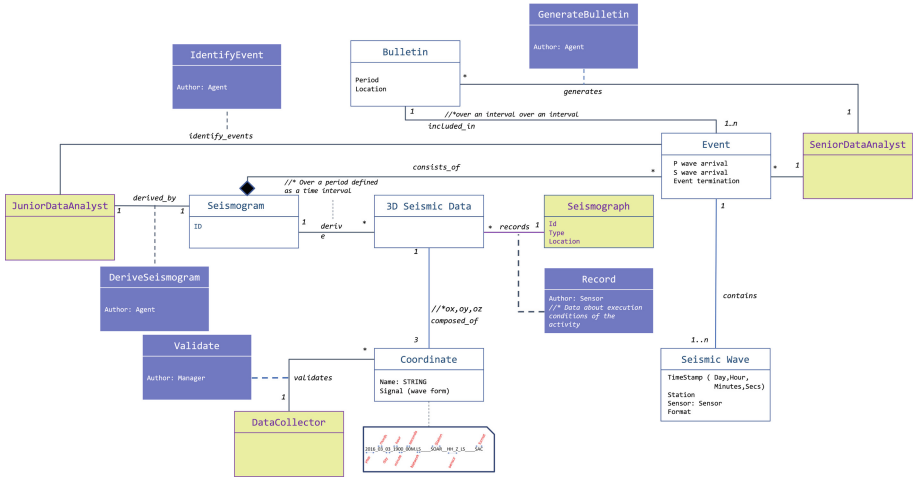 GenerateBulletin
Author: Agent
IdentifyEvent
Author: Agent
Bulletin
Period
Location
*
generates
1
1
//*over an interval over an interval
included_in
1..n
identify_events
Event
P wave arrival
S wave arrival
Event termination
*
1
SeniorDataAnalyst
consists_of
*
//* Over a period defined
as a time interval
JuniorDataAnalyst
1
derived_by
1
Seismogram
ID
1
deriv
e
*
3D Seismic Data
1
*
records
1
Seismograph
Id
Type
Location
1
DeriveSeismogram
Author: Agent
Record
Author: Sensor
//* Data about execution
conditions of the
activity
contains
//*ox,oy,oz
composed_of
3
1..n
Validate
Author: Manager
*
validates
1
Coordinate
Name: STRING
Signal (wave form)
Seismic Wave
TimeStamp ( Day,Hour,
Minutes,Secs)
Station
Sensor: Sensor
Format
DataCollector